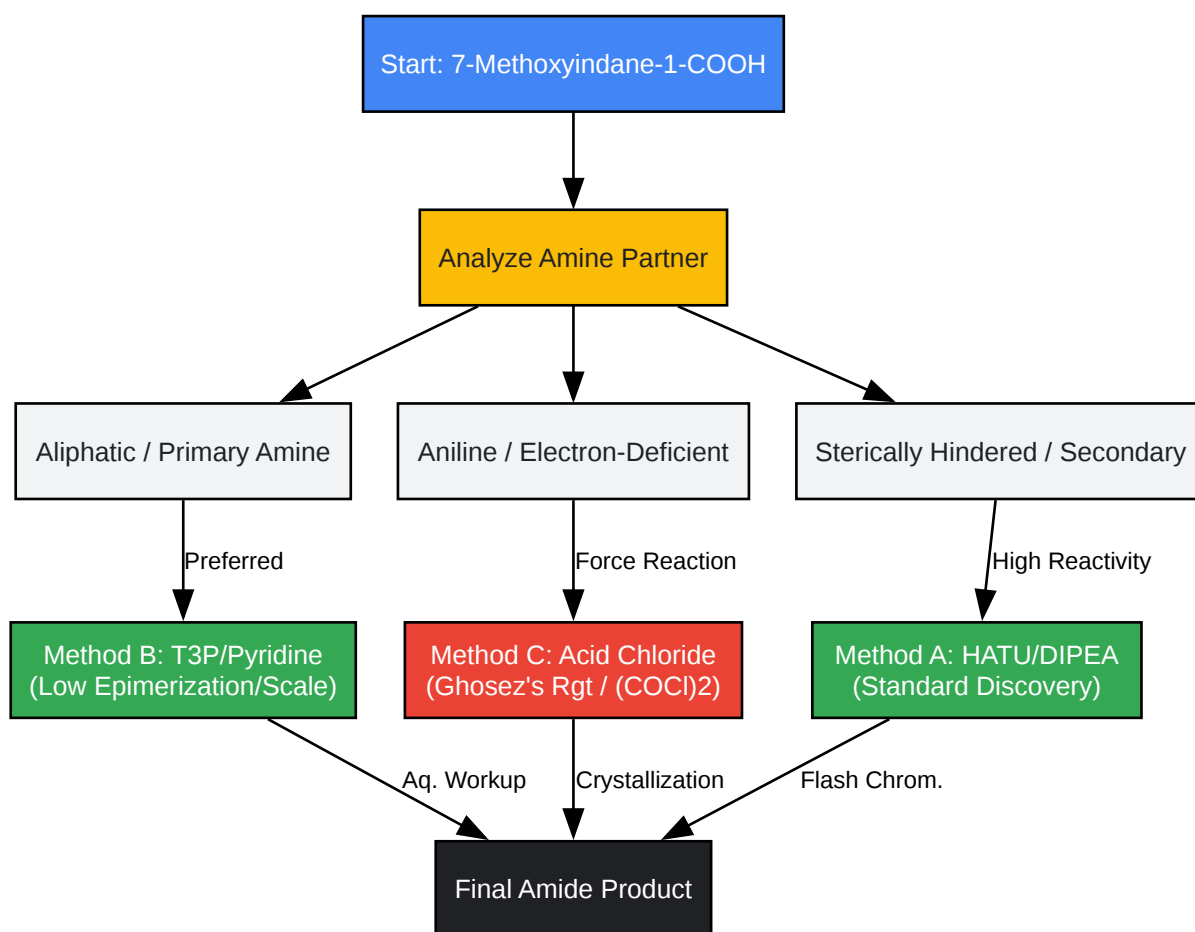 Start: 7-Methoxyindane-1-COOH
Analyze Amine Partner
Aliphatic / Primary Amine
Aniline / Electron-Deficient
Sterically Hindered / Secondary
Preferred
Force Reaction
High Reactivity
Method B: T3P/Pyridine
(Low Epimerization/Scale)
Method C: Acid Chloride
(Ghosez's Rgt / (COCl)2)
Method A: HATU/DIPEA
(Standard Discovery)
Aq. Workup
Crystallization
Flash Chrom.
Final Amide Product